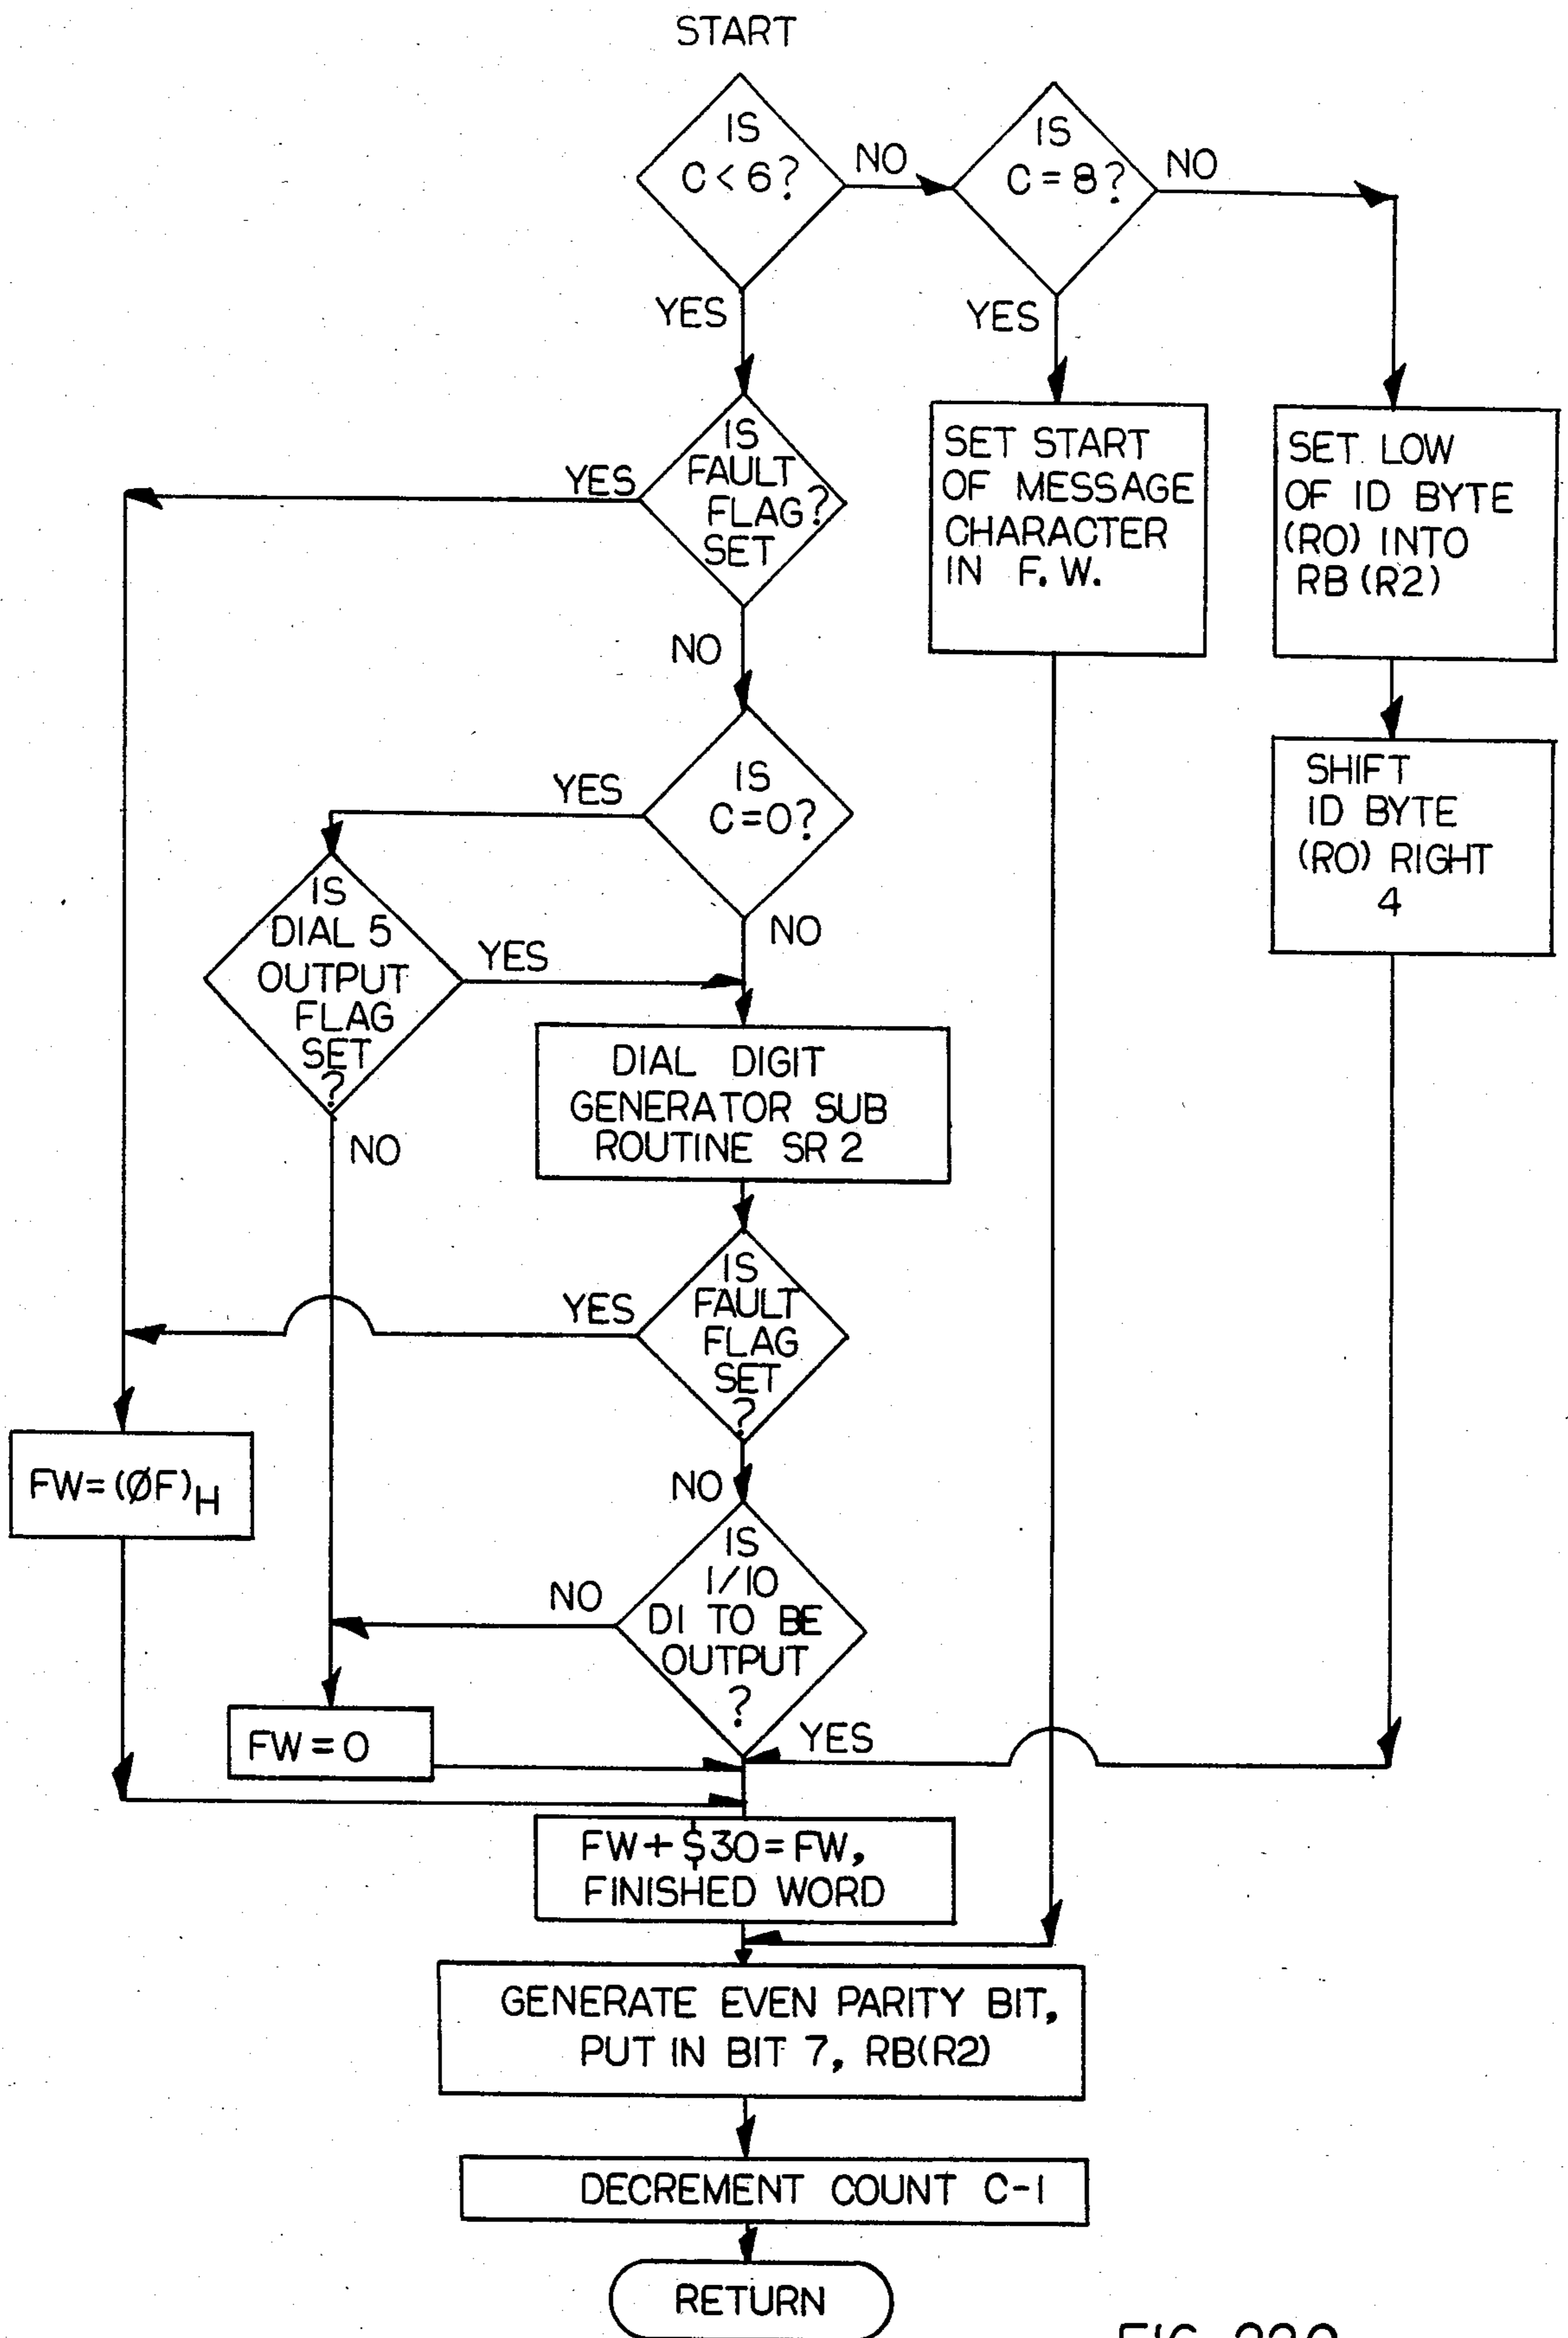 START
IS
C < 6?
NO
IS
C = 8?
NO
YES
YES
IS
FAULT
FLAG?
SET
YES
SET START
OF MESSAGE
CHARACTER
IN F.W.
SET LOW
OF ID BYTE
(RO) INTO
RB (R2)
NO
IS
C=0?
YES
SHIFT
ID BYTE
(RO) RIGHT
4
NO
IS
DIAL 5
OUTPUT
FLAG
SET
?
YES
NO
DIAL DIGIT
GENERATOR SUB
ROUTINE SR 2
IS
FAULT
FLAG
SET
?
YES
FW=(ØF)H
NO
IS
1/10
D1 TO BE
OUTPUT
?
NO
YES
FW=0
FW+$30=FW,
FINISHED WORD
GENERATE EVEN PARITY BIT,
PUT IN BIT 7, RB(R2)
DECREMENT COUNT C-1
RETURN